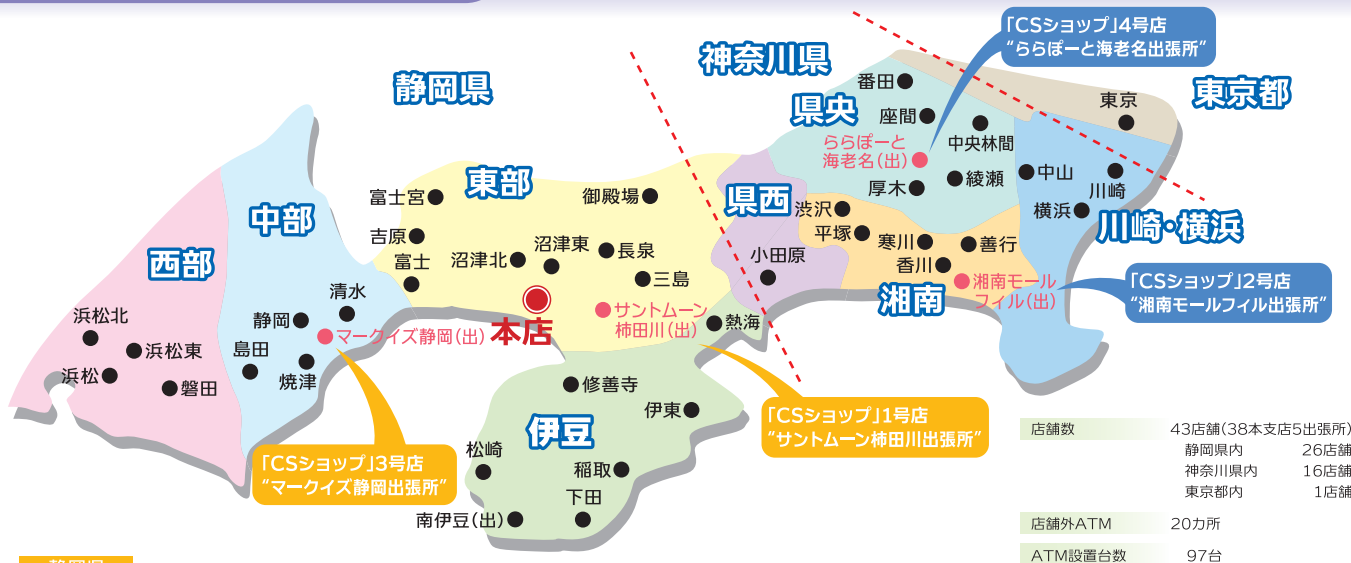 「CSショップ」4号店
“ららぽーと海老名出張所”
神奈川県
静岡県
東京都
番田
県央
東京
座間
ららぽーと
海老名(出)
中央林間
厚木
綾瀬
中山
川崎
横浜
川崎・横浜
東部
富士宮
御殿場
県西
渋沢
平塚
寒川
善行
香川
湘南モール
フィル(出)
湘南
小田原
「CSショップ」2号店
“湘南モールフィル出張所”
中部
西部
吉原
富士
沼津北
沼津東
長泉
三島
サントムーン
柿田川(出)
熱海
本店
清水
静岡
マークイズ静岡(出)
島田
焼津
浜松北
浜松東
浜松
磐田
修善寺
伊東
伊豆
松崎
稲取
下田
南伊豆(出)
「CSショップ」1号店
“サントムーン柿田川出張所”
「CSショップ」3号店
“マークイズ静岡出張所”
店舗数 43店舗(38本支店5出張所)
静岡県内 26店舗
神奈川県内 16店舗
東京都内 1店舗
店舗外ATM 20カ所
ATM設置台数 97台